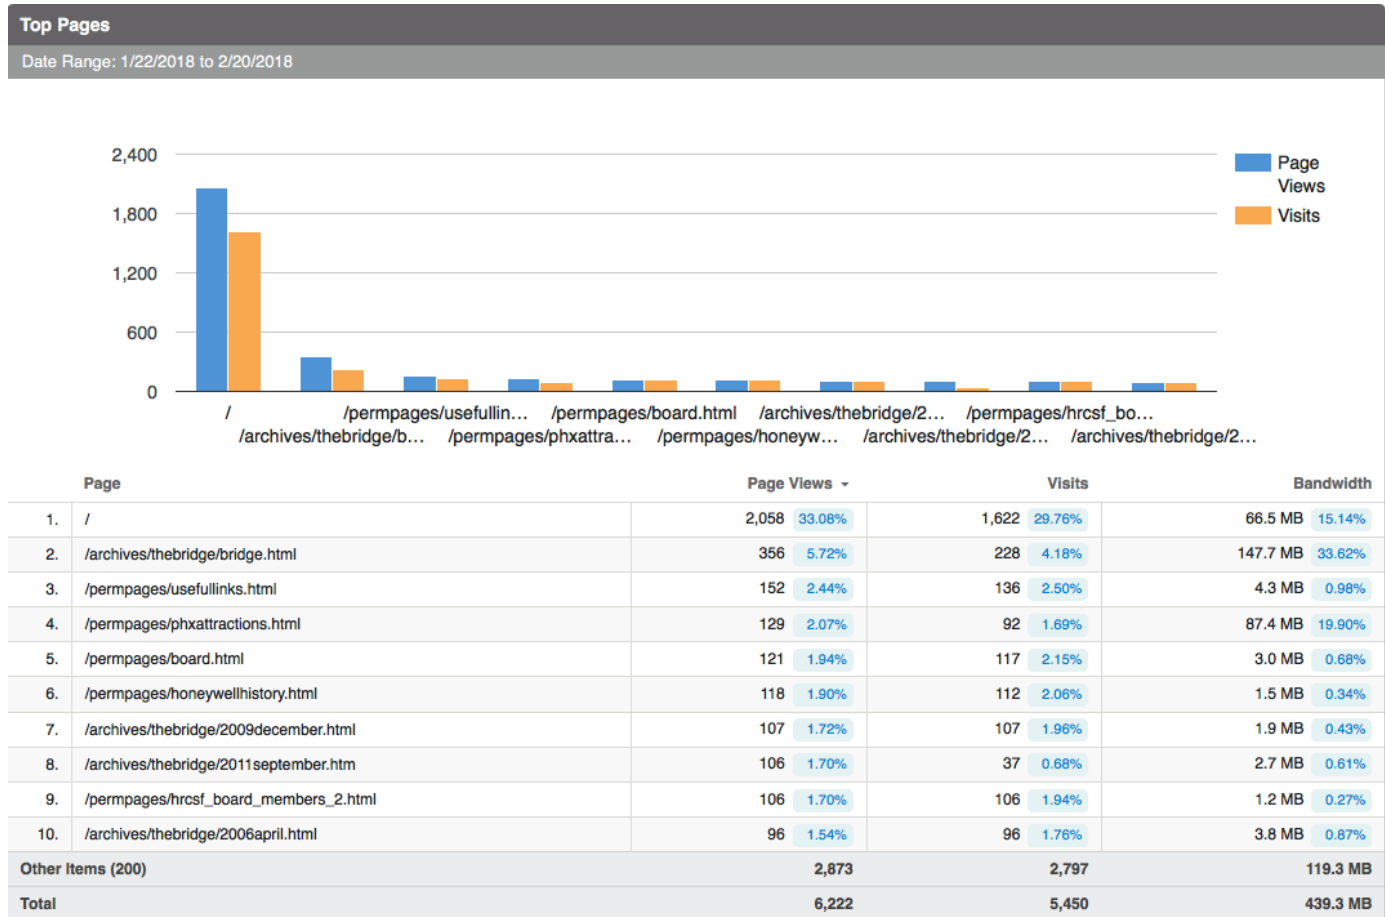 Top Pages
Date Range: 1/22/2018 to 2/20/2018
2,400
1,800
1,200
600
0
Page
Views
Visits
/ /permpages/usefullin... /permpages/board.html /archives/thebridge/2... /permpages/hrcsf_bo...
/archives/thebridge/b... /permpages/phxattra... /permpages/honeyw... /archives/thebridge/2... /archives/thebridge/2...
Page Page Views Visits Bandwidth
1. / 2,058 33.08% 1,622 29.76% 66.5 MB 15.14%
2. /archives/thebridge/bridge.html 356 5.72% 228 4.18% 147.7 MB 33.62%
3. /permpages/usefullinks.html 152 2.44% 136 2.50% 4.3 MB 0.98%
4. /permpages/phxattractions.html 129 2.07% 92 1.69% 87.4 MB 19.90%
5. /permpages/board.html 121 1.94% 117 2.15% 3.0 MB 0.68%
6. /permpages/honeywellhistory.html 118 1.90% 112 2.06% 1.5 MB 0.34%
7. /archives/thebridge/2009december.html 107 1.72% 107 1.96% 1.9 MB 0.43%
8. /archives/thebridge/2011september.htm 106 1.70% 37 0.68% 2.7 MB 0.61%
9. /permpages/hrcsf_board_members_2.html 106 1.70% 106 1.94% 1.2 MB 0.27%
10. /archives/thebridge/2006april.html 96 1.54% 96 1.76% 3.8 MB 0.87%
Other Items (200) 2,873 2,797 119.3 MB
Total 6,222 5,450 439.3 MB